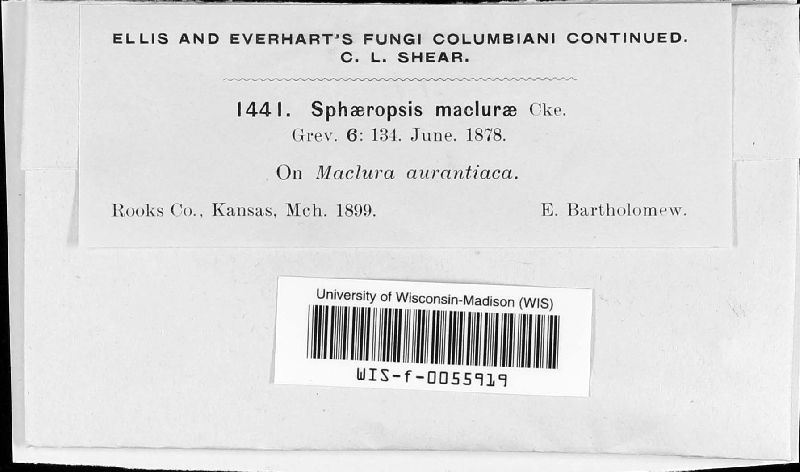 ELLIS AND EVERHART'S FUNGI COLUMBIANI CONTINUED.
C. L. SHEAR.
1441. Sphæropsis maclur­æ Cke.
Grev. 6: 134. June. 1878.
On Maclura aurantiaca.
Rooks Co., Kansas, Mch. 1899. E. Bartholomew.
University of Wisconsin-Madison (WIS)
WIS-f-0055919